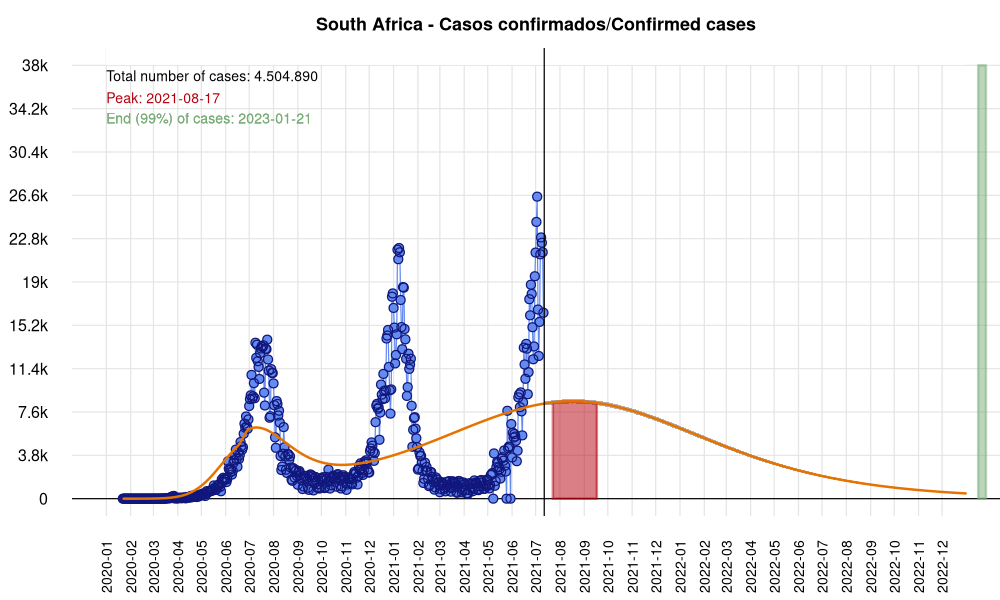 South Africa - Casos confirmados/Confirmed cases
Total number of cases: 4.504.890
Peak: 2021-08-17
End (99%) of cases: 2023-01-21
38k
34.2k
30.4k
26.6k
22.8k
19k
15.2k
11.4k
7.6k
3.8k
0
2020-01
2020-02
2020-03
2020-04
2020-05
2020-06
2020-07
2020-08
2020-09
2020-10
2020-11
2020-12
2021-01
2021-02
2021-03
2021-04
2021-05
2021-06
2021-07
2021-08
2021-09
2021-10
2021-11
2021-12
2022-01
2022-02
2022-03
2022-04
2022-05
2022-06
2022-07
2022-08
2022-09
2022-10
2022-11
2022-12